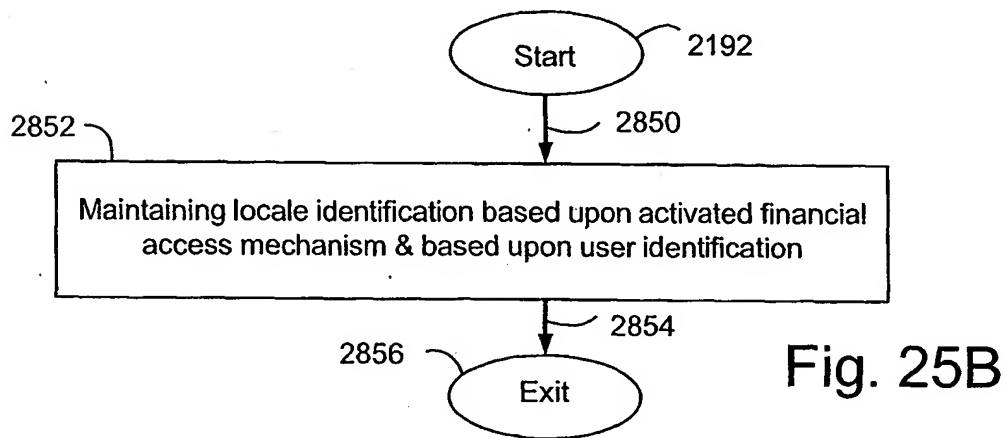 Start
2192
2850
2852
Maintaining locale identification based upon activated financial
access mechanism & based upon user identification
2854
2856
Exit
Fig. 25B